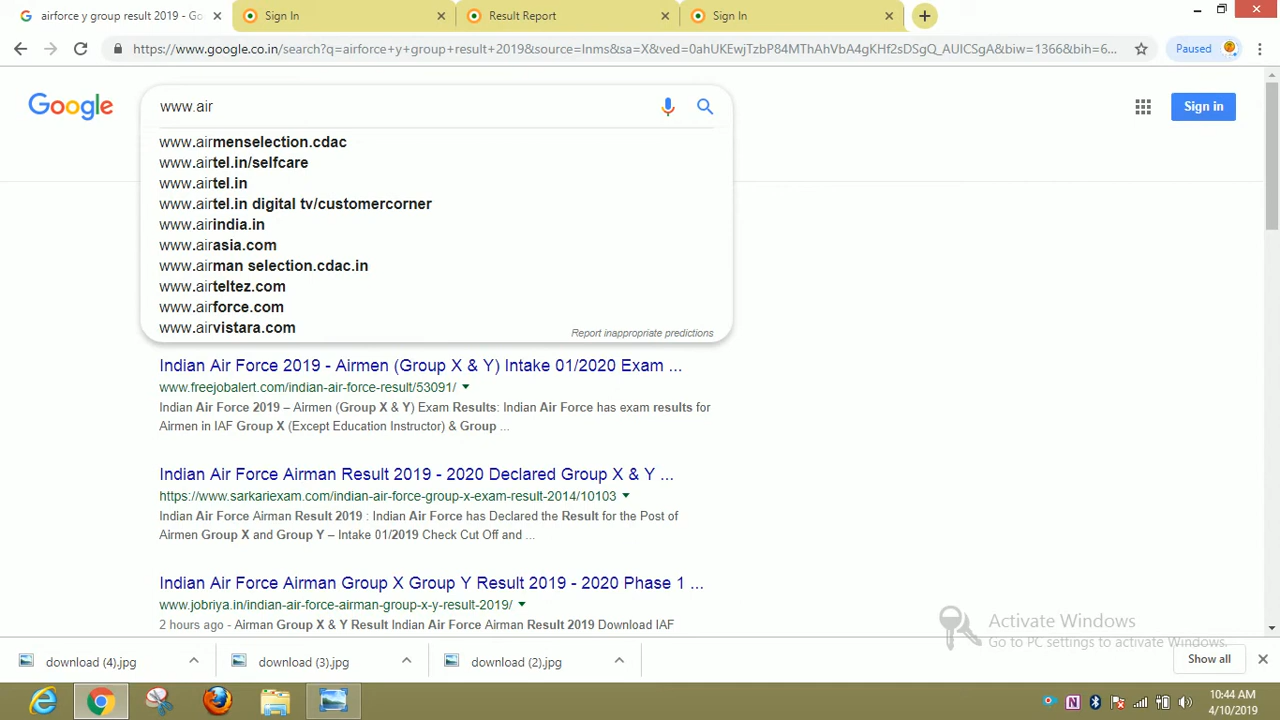 airforce y group result 2019 - Go
Sign In
Result Report
Sign In
https://www.google.co.in/search?q=airforce+y+group+result+2019&source=lnms&sa=X&ved=0ahUKEwjTzbP84MThAhVbA4gKHf2sDSgQ_AUICSgA&biw=1366&bih=6...
Paused
Google
www.air
Sign in
www.airmenselection.cdac
www.airtel.in/selfcare
www.airtel.in
www.airtel.in digital tv/customercorner
www.airindia.in
www.airasia.com
www.airman selection.cdac.in
www.airteltez.com
www.airforce.com
www.airvistara.com
Report inappropriate predictions
Indian Air Force 2019 - Airmen (Group X & Y) Intake 01/2020 Exam ...
www.freejobalert.com/indian-air-force-result/53091/
Indian Air Force 2019 – Airmen (Group X & Y) Exam Results: Indian Air Force has exam results for
Airmen in IAF Group X (Except Education Instructor) & Group ...
Indian Air Force Airman Result 2019 - 2020 Declared Group X & Y ...
https://www.sarkariexam.com/indian-air-force-group-x-exam-result-2014/10103
Indian Air Force Airman Result 2019 : Indian Air Force has Declared the Result for the Post of
Airmen Group X and Group Y – Intake 01/2019 Check Cut Off and ...
Indian Air Force Airman Group X Group Y Result 2019 - 2020 Phase 1 ...
www.jobriya.in/indian-air-force-airman-group-x-y-result-2019/
2 hours ago - Airman Group X & Y Result Indian Air Force Airman Result 2019 Download IAF
Activate Windows
Go to PC settings to activate Windows.
download (4).jpg
download (3).jpg
download (2).jpg
Show all
10:44 AM
4/10/2019